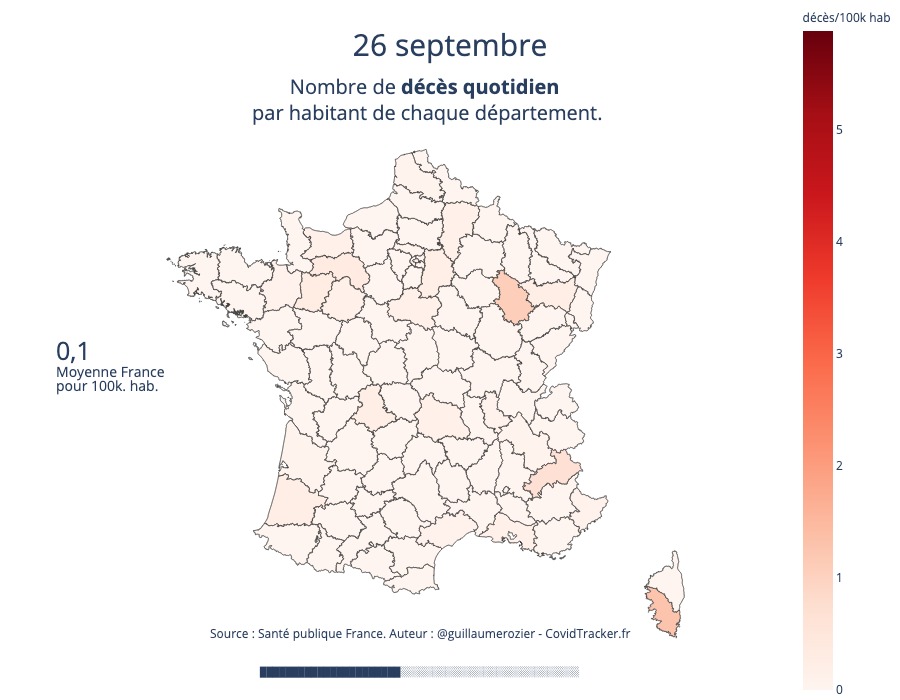 26 septembre
Nombre de décès quotidien
par habitant de chaque département.
décès/100k hab
5
4
3
2
1
0
0,1
Moyenne France
pour 100k. hab.
Source : Santé publique France. Auteur : @guillaumerozier - CovidTracker.fr